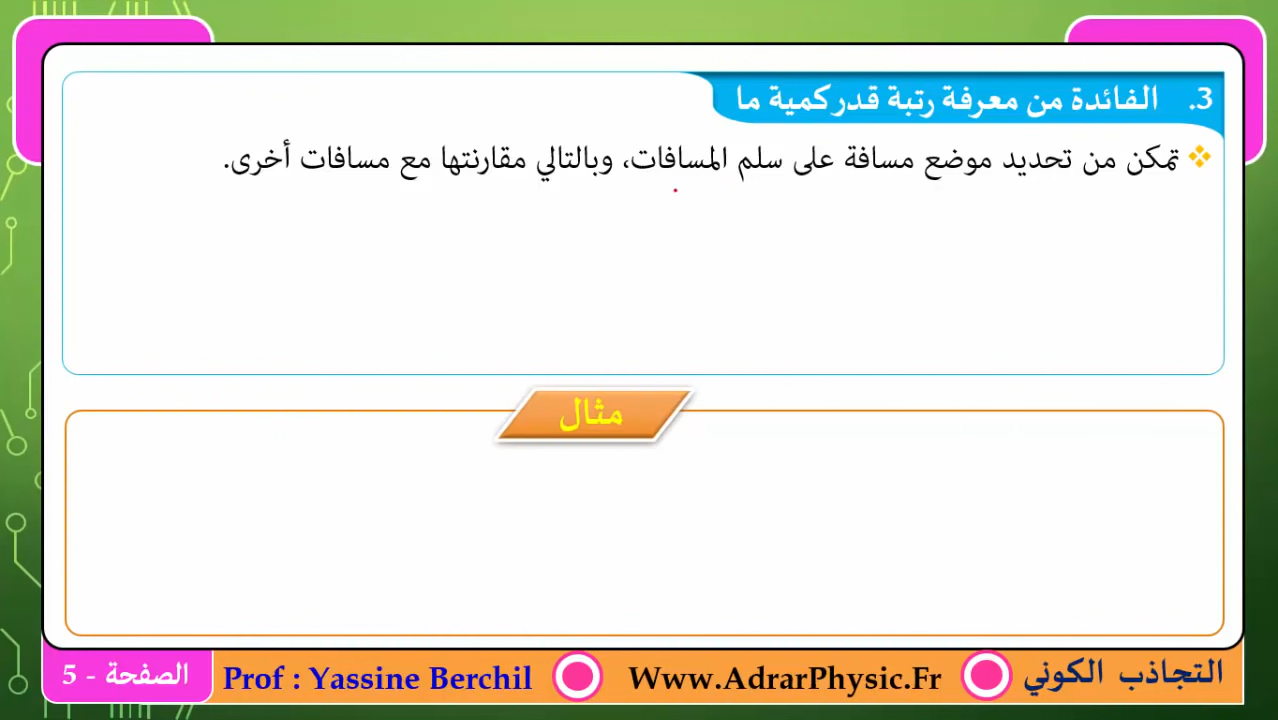 3. الفائدة من معرفة رتبة قدر كمية ما
تمكن من تحديد موضع مسافة على سلم المسافات، وبالتالي مقارنتها مع مسافات أخرى.
مثال
التجاذب الكوني
Www.AdrarPhysic.Fr
Prof : Yassine Berchil
الصفحة - 5